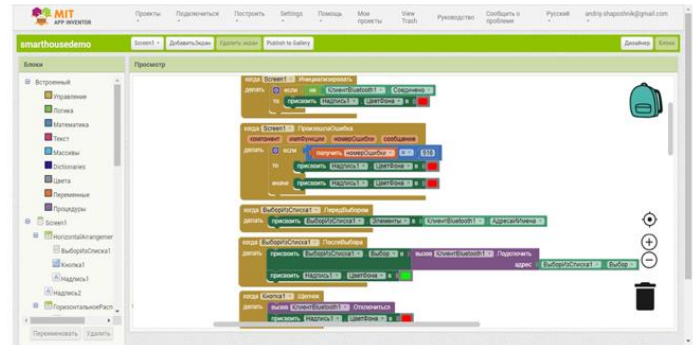 MIT
APP INVENTOR
Проекты Подключиться Построить Settings Помощь Мои проекты View Trash Руководство Сообщить о проблеме Русский andriy.shaposhnik@gmail.com
smarthousedemo Screen1 Добавить Экран Удалить экран Publish to Gallery Дизайнер Блоки
Блоки Просмотр
Встроенный
Управление
Логика
Математика
Текст
Массивы
Dictionaries
Цвета
Переменные
Процедуры
Screen1
HorizontalArrangemer
ВыборИзСписка1
Кнопка1
Надпись1
Надпись2
ГоризонтальноеРасп
Переименовать Удалить
когда Screen1 Инициализировать
делать если не КлиентBluetooth1 Соединено
то присвоить Надпись1 ЦветФона в
когда Screen1 ПроизошлаОшибка
компонент имяФункции номерОшибки сообщение
делать если получить номерОшибки = 516
то присвоить Надпись1 ЦветФона в
иначе присвоить Надпись1 ЦветФона в
когда ВыборИзСписка1 ПередВыбором
делать присвоить ВыборИзСписка1 Элементы в КлиентBluetooth1 АдресаИИмена
когда ВыборИзСписка1 ПослеВыбора
делать присвоить ВыборИзСписка1 Выбор в вызов КлиентBluetooth1 Подключить
адрес ВыборИзСписка1 Выбор
присвоить Надпись1 ЦветФона в
когда Кнопка1 Щелчок
делать вызов КлиентBluetooth1 Отключиться
присвоить Надпись1 ЦветФона в